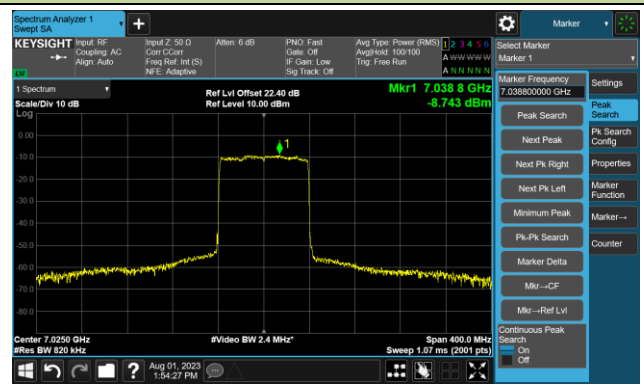 Spectrum Analyzer 1
Swept SA
Marker
KEYSIGHT
Input: RF
Coupling: AC
Align: Auto
Input Z: 50 Ω
Corr CCorr
Freq Ref: Int (S)
NFE: Adaptive
Atten: 6 dB
PNO: Fast
Gate: Off
IF Gain: Low
Sig Track: Off
Avg Type: Power (RMS)
Avg|Hold: 100/100
Trig: Free Run
1 2 3 4 5 6
A W W W W W
A N N N N N
Select Marker
Marker 1
LXI
1 Spectrum
Scale/Div 10 dB
Log
Ref Lvl Offset 22.40 dB
Ref Level 10.00 dBm
Mkr1 7.038 8 GHz
-8.743 dBm
1
0.00
-10.0
-20.0
-30.0
-40.0
-50.0
-60.0
-70.0
-80.0
Center 7.0250 GHz
#Res BW 820 kHz
#Video BW 2.4 MHz*
Span 400.0 MHz
Sweep 1.07 ms (2001 pts)
Marker Frequency
7.038800000 GHz
Peak Search
Next Peak
Next Pk Right
Next Pk Left
Minimum Peak
Pk-Pk Search
Marker Delta
Mkr→CF
Mkr→Ref Lvl
Continuous Peak
Search
On
Off
Settings
Peak
Search
Pk Search
Config
Properties
Marker
Function
Marker→
Counter
?
Aug 01, 2023
1:54:27 PM